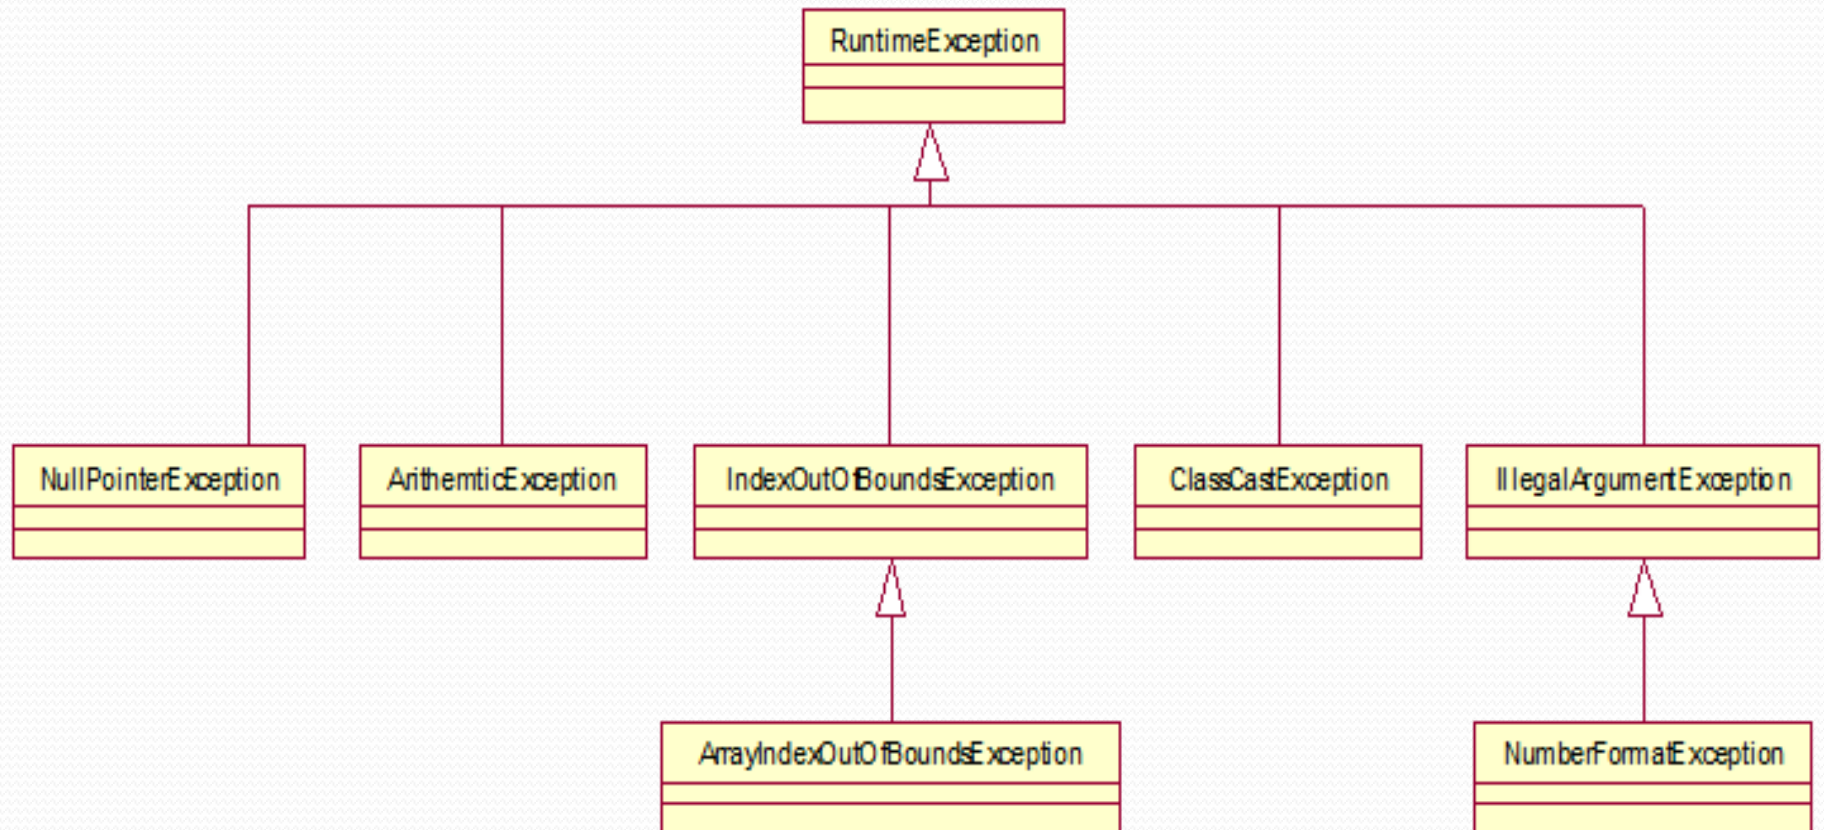 RuntimeException
NullPointerException
ArithemticException
IndexOutOfBoundsException
ClassCastException
IllegalArgumentException
ArrayIndexOutOfBoundsException
NumberFormatException